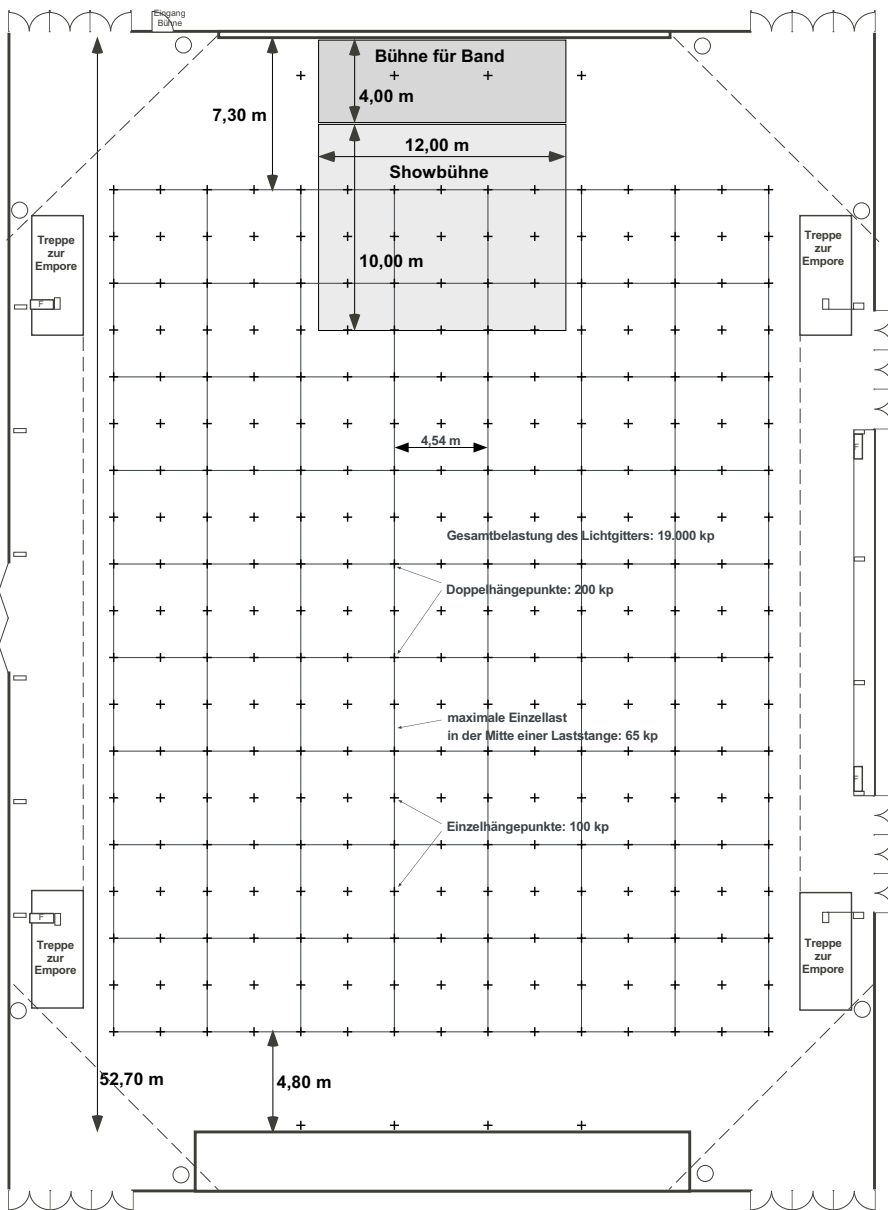 Eingang
Bühne
Bühne für Band
4,00 m
7,30 m
12,00 m
Showbühne
Treppe
zur
Empore
Treppe
zur
Empore
10,00 m
F
4,54 m
F
Gesamtbelastung des Lichtgitters: 19.000 kp
Doppelhängepunkte: 200 kp
maximale Einzellast
in der Mitte einer Laststange: 65 kp
F
Einzelhängepunkte: 100 kp
F
Treppe
zur
Empore
Treppe
zur
Empore
52,70 m
4,80 m